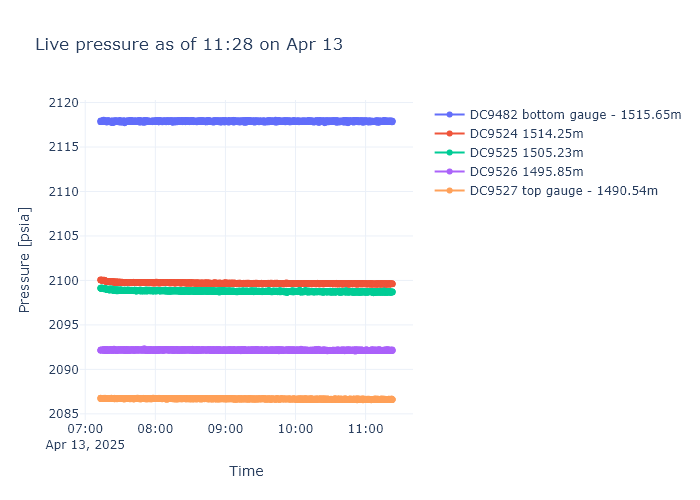 Live pressure as of 11:28 on Apr 13
Pressure [psia]
2120
2115
2110
2105
2100
2095
2090
2085
07:00
08:00
09:00
10:00
11:00
Apr 13, 2025
Time
DC9482 bottom gauge - 1515.65m
DC9524 1514.25m
DC9525 1505.23m
DC9526 1495.85m
DC9527 top gauge - 1490.54m